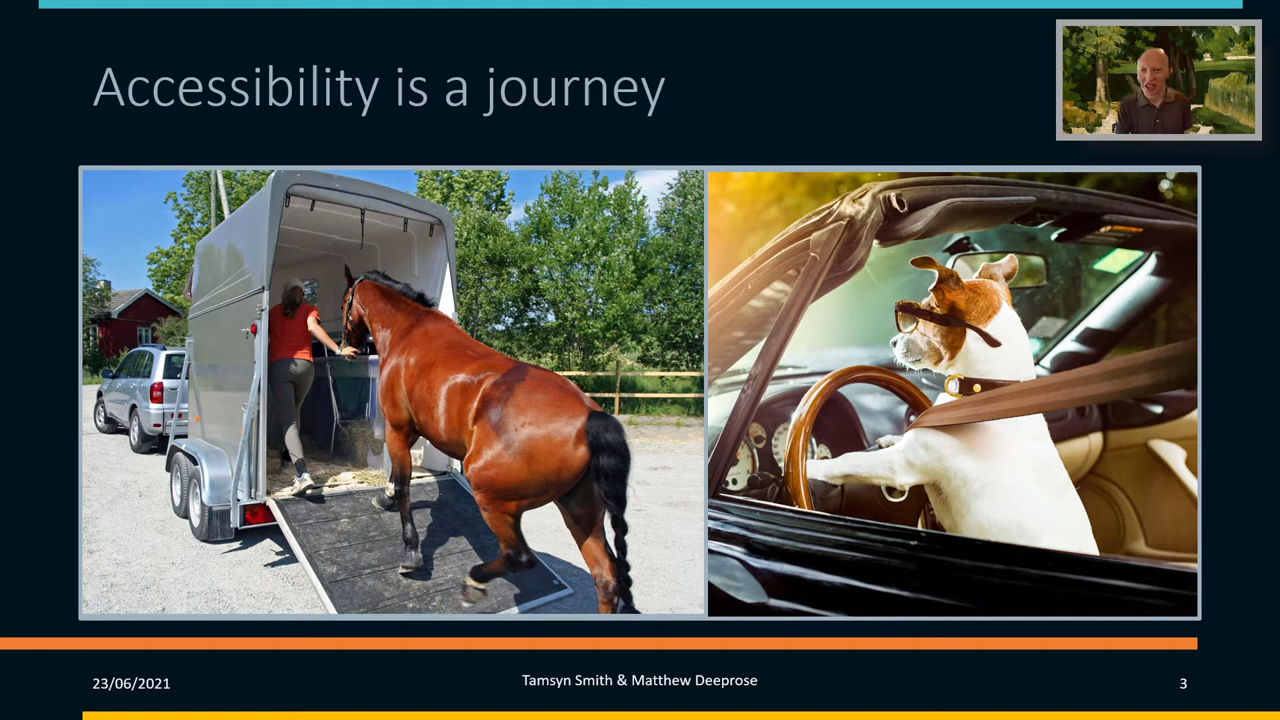 Accessibility is a journey
23/06/2021
Tamsyn Smith & Matthew Deeprose
3